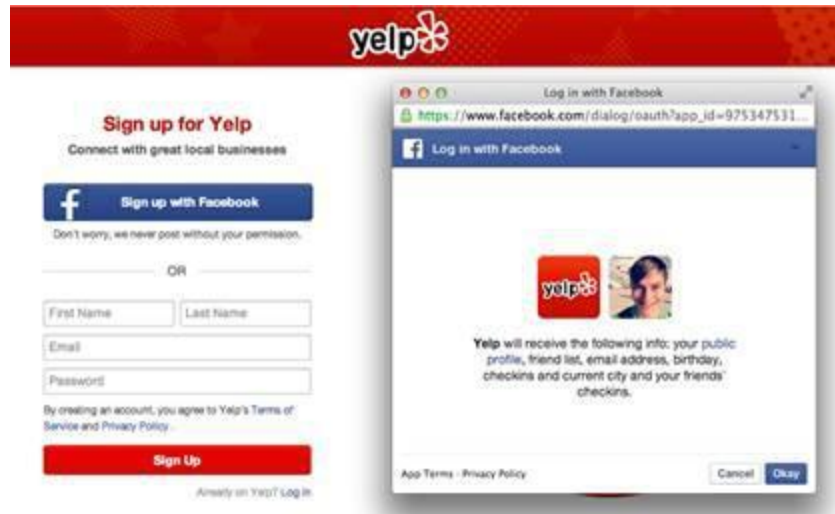 yelp
Sign up for Yelp
Connect with great local businesses
f Sign up with Facebook
Don't worry, we never post without your permission.
OR
First Name Last Name
Email
Password
By creating an account, you agree to Yelp's Terms of
Service and Privacy Policy.
Sign Up
Already on Yelp? Log In
Log in with Facebook
https://www.facebook.com/dialog/oauth?app_id=975347531...
f Log in with Facebook
yelp
Yelp will receive the following info: your public
profile, friend list, email address, birthday,
checkins and current city and your friends'
checkins.
App Terms · Privacy Policy Cancel Okay